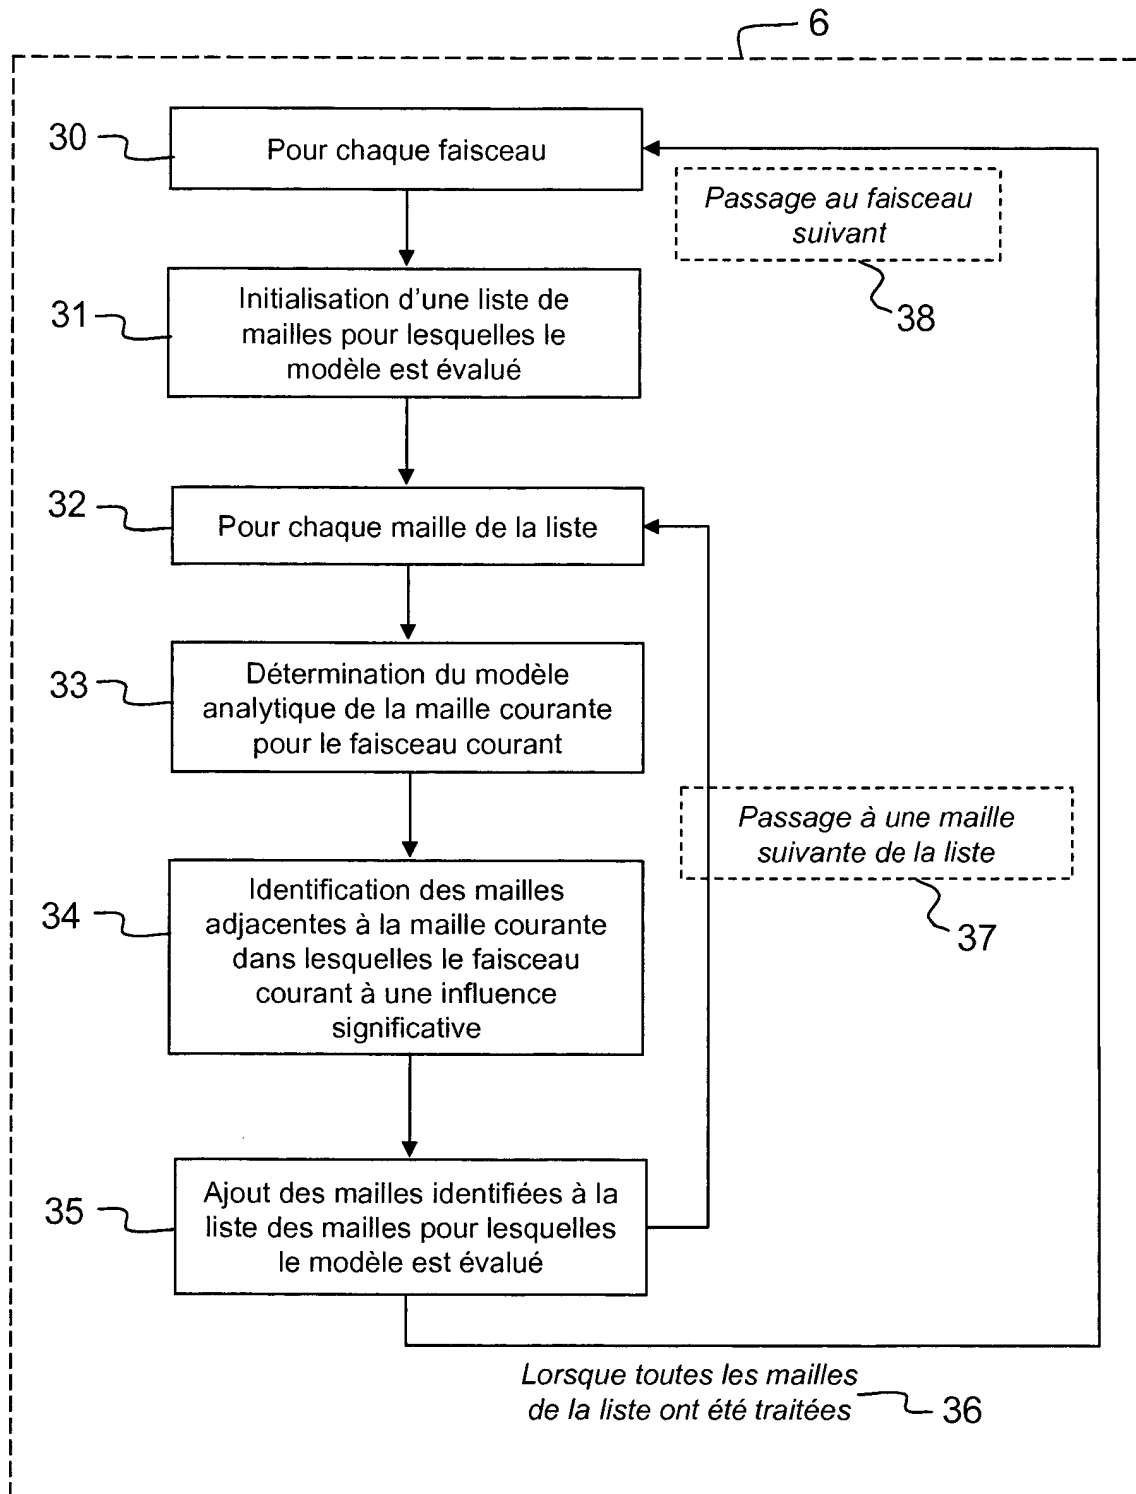 6
30
Pour chaque faisceau
Passage au faisceau
suivant
38
31
Initialisation d'une liste de
mailles pour lesquelles le
modèle est évalué
32
Pour chaque maille de la liste
33
Détermination du modèle
analytique de la maille courante
pour le faisceau courant
Passage à une maille
suivante de la liste
37
34
Identification des mailles
adjacentes à la maille courante
dans lesquelles le faisceau
courant à une influence
significative
35
Ajout des mailles identifiées à la
liste des mailles pour lesquelles
le modèle est évalué
Lorsque toutes les mailles
de la liste ont été traitées
36